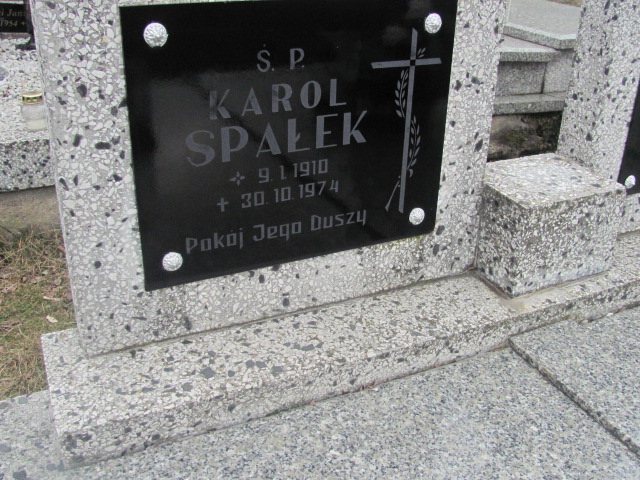 Ś. P.
KAROL
SPAŁEK
9.I.1910
30.10.1974
Pokój Jego Duszy